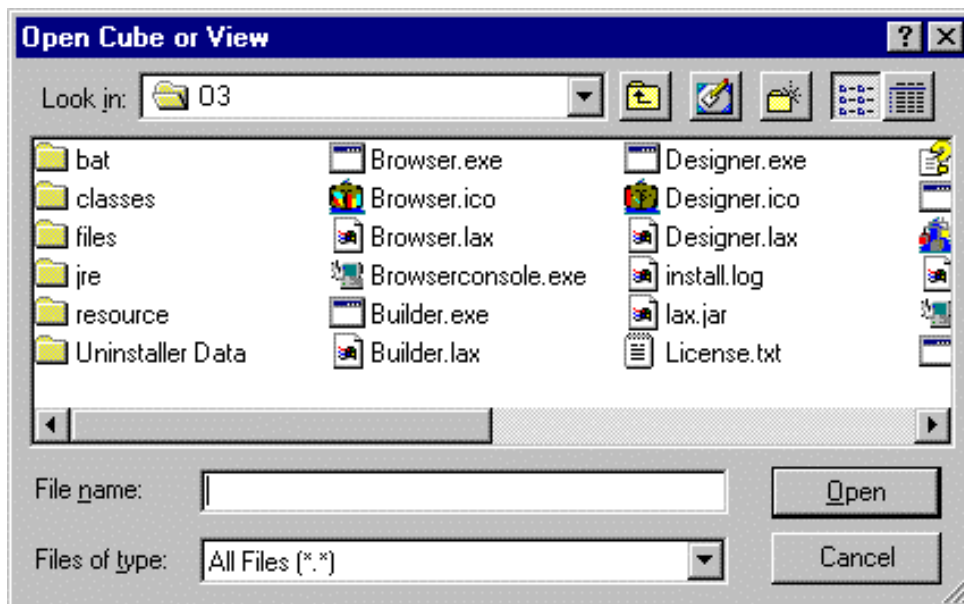 Open Cube or View
Look in: O3
bat Browser.exe Designer.exe
classes Browser.ico Designer.ico
files Browser.lax Designer.lax
jre Browserconsole.exe install.log
resource Builder.exe lax.jar
Uninstaller Data Builder.lax License.txt
File name: Open
Files of type: All Files (*.*) Cancel